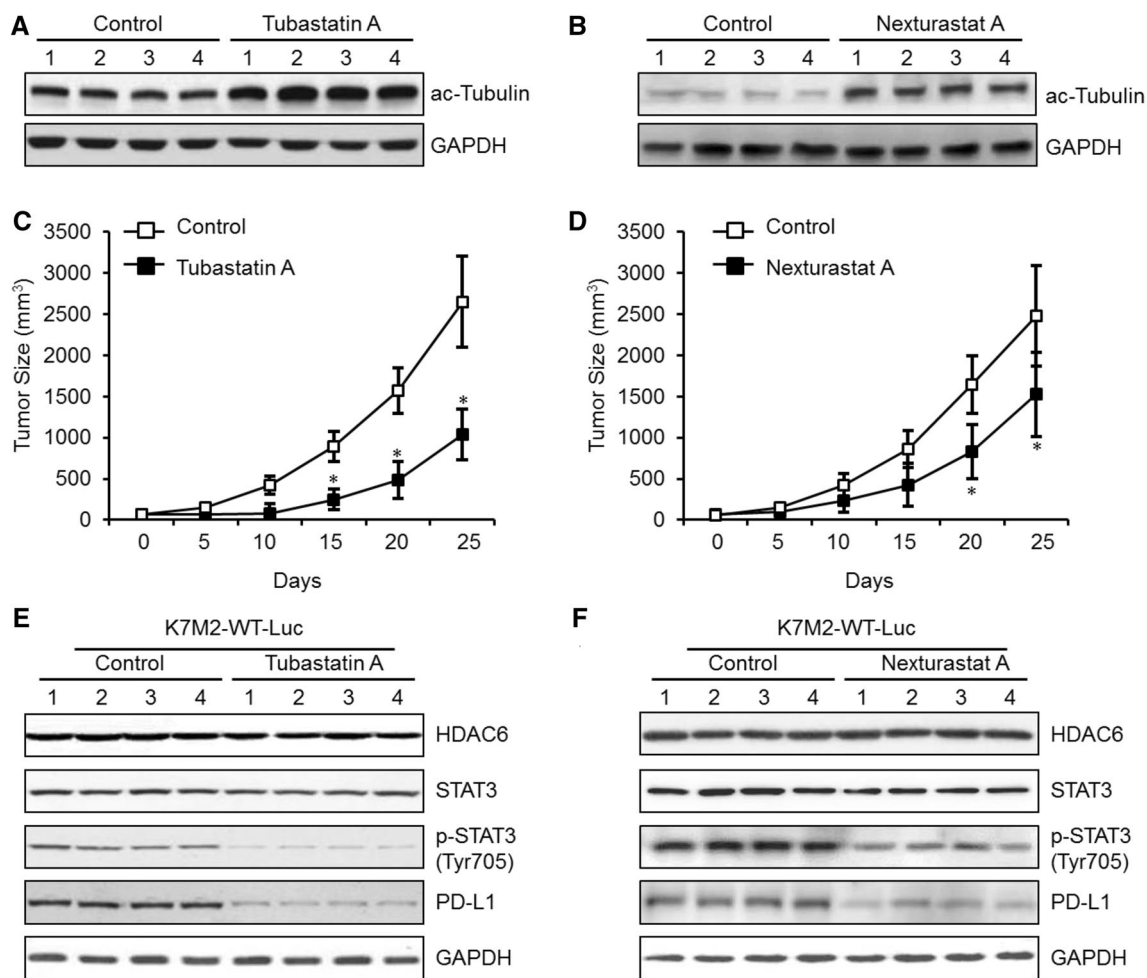 A
Control Tubastatin A
1 2 3 4 1 2 3 4
ac-Tubulin
GAPDH
B
Control Nexturastat A
1 2 3 4 1 2 3 4
ac-Tubulin
GAPDH
C
Control
Tubastatin A
Tumor Size (mm³)
3500
3000
2500
2000
1500
1000
500
0
* * *
0 5 10 15 20 25
Days
D
Control
Nexturastat A
Tumor Size (mm³)
3500
3000
2500
2000
1500
1000
500
0
* *
0 5 10 15 20 25
Days
E
K7M2-WT-Luc
Control Tubastatin A
1 2 3 4 1 2 3 4
HDAC6
STAT3
p-STAT3
(Tyr705)
PD-L1
GAPDH
F
K7M2-WT-Luc
Control Nexturastat A
1 2 3 4 1 2 3 4
HDAC6
STAT3
p-STAT3
(Tyr705)
PD-L1
GAPDH